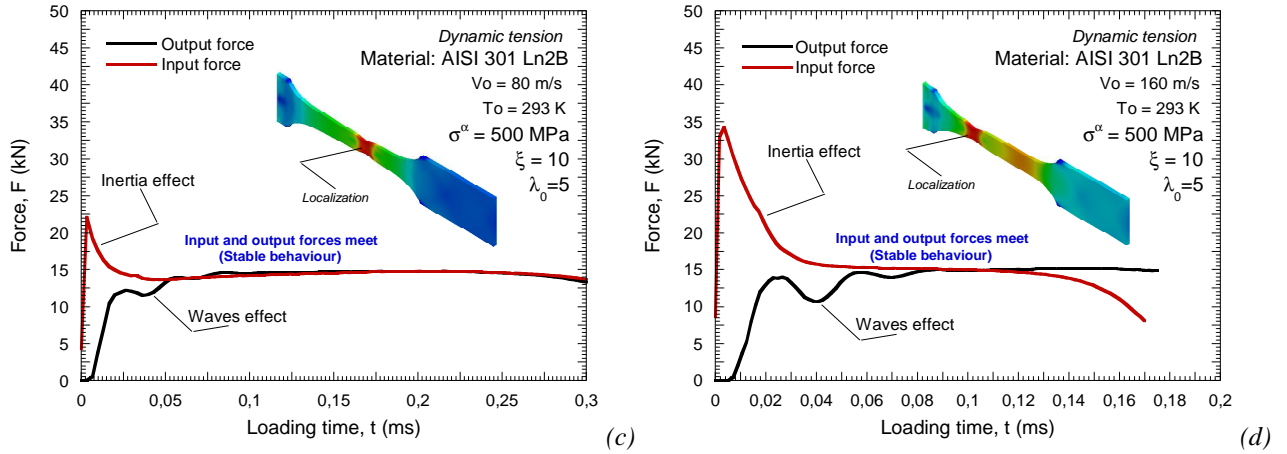 50
45
40
35
30
25
20
15
10
5
0
Force, F (kN)
Output force
Input force
Dynamic tension
Material: AISI 301 Ln2B
Vo = 80 m/s
To = 293 K
σ^α = 500 MPa
ξ = 10
λ₀=5
Localization
Inertia effect
Input and output forces meet
(Stable behaviour)
Waves effect
0 0,05 0,1 0,15 0,2 0,25 0,3
Loading time, t (ms)
(c)
50
45
40
35
30
25
20
15
10
5
0
Force, F (kN)
Output force
Input force
Dynamic tension
Material: AISI 301 Ln2B
Vo = 160 m/s
To = 293 K
σ^α = 500 MPa
ξ = 10
λ₀=5
Localization
Inertia effect
Input and output forces meet
(Stable behaviour)
Waves effect
0 0,02 0,04 0,06 0,08 0,1 0,12 0,14 0,16 0,18 0,2
Loading time, t (ms)
(d)